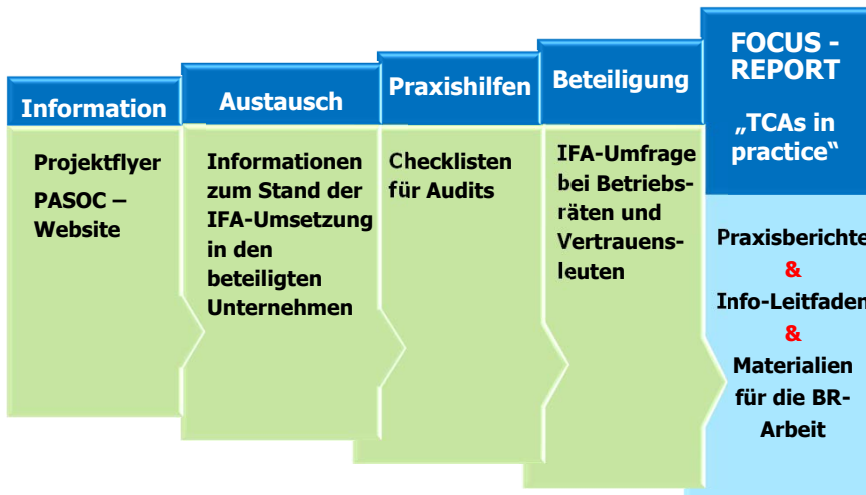 Information
Projektflyer
PASOC –
Website
Austausch
Informationen
zum Stand der
IFA-Umsetzung
in den
beteiligten
Unternehmen
Praxishilfen
Checklisten
für Audits
Beteiligung
IFA-Umfrage
bei Betriebs-
räten und
Vertrauens-
leuten
FOCUS -
REPORT
„TCAs in
practice“
Praxisberichte
&
Info-Leitfaden
&
Materialien
für die BR-
Arbeit